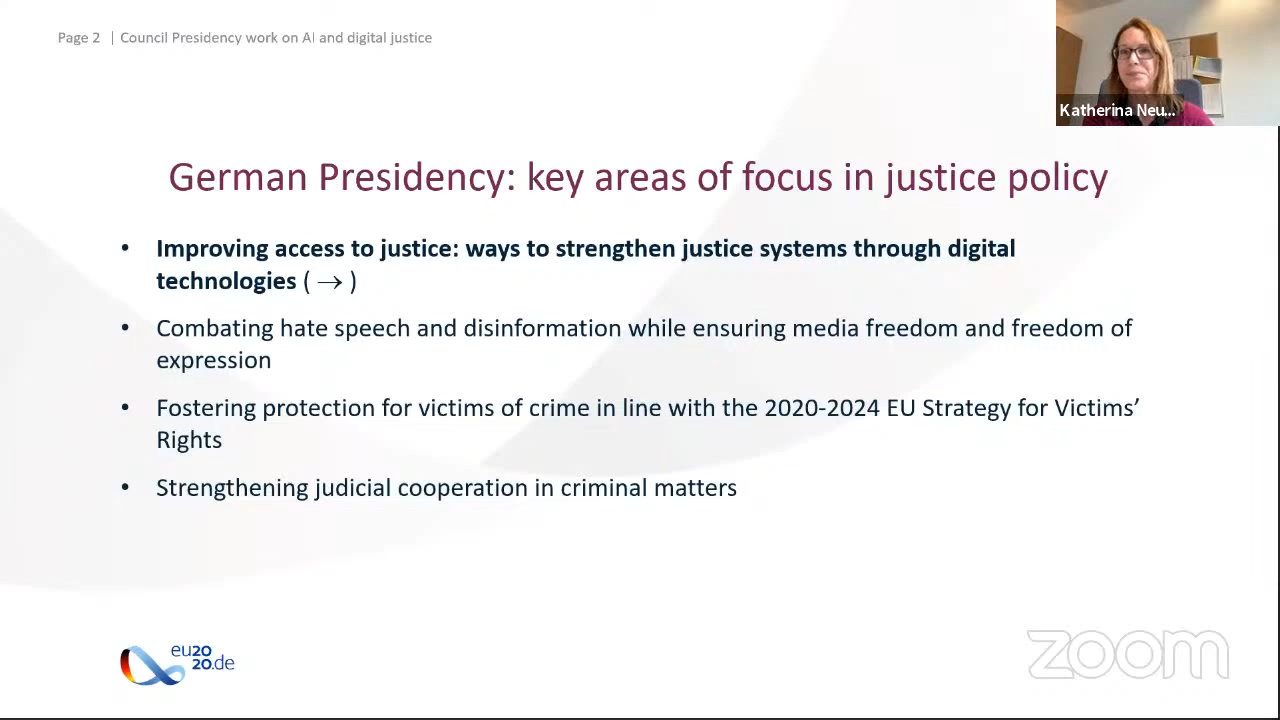 Page 2 | Council Presidency work on AI and digital justice
Katherina Neu...
German Presidency: key areas of focus in justice policy
• Improving access to justice: ways to strengthen justice systems through digital
technologies ( → )
• Combating hate speech and disinformation while ensuring media freedom and freedom of
expression
• Fostering protection for victims of crime in line with the 2020-2024 EU Strategy for Victims’
Rights
• Strengthening judicial cooperation in criminal matters
eu20
20.de
zoom